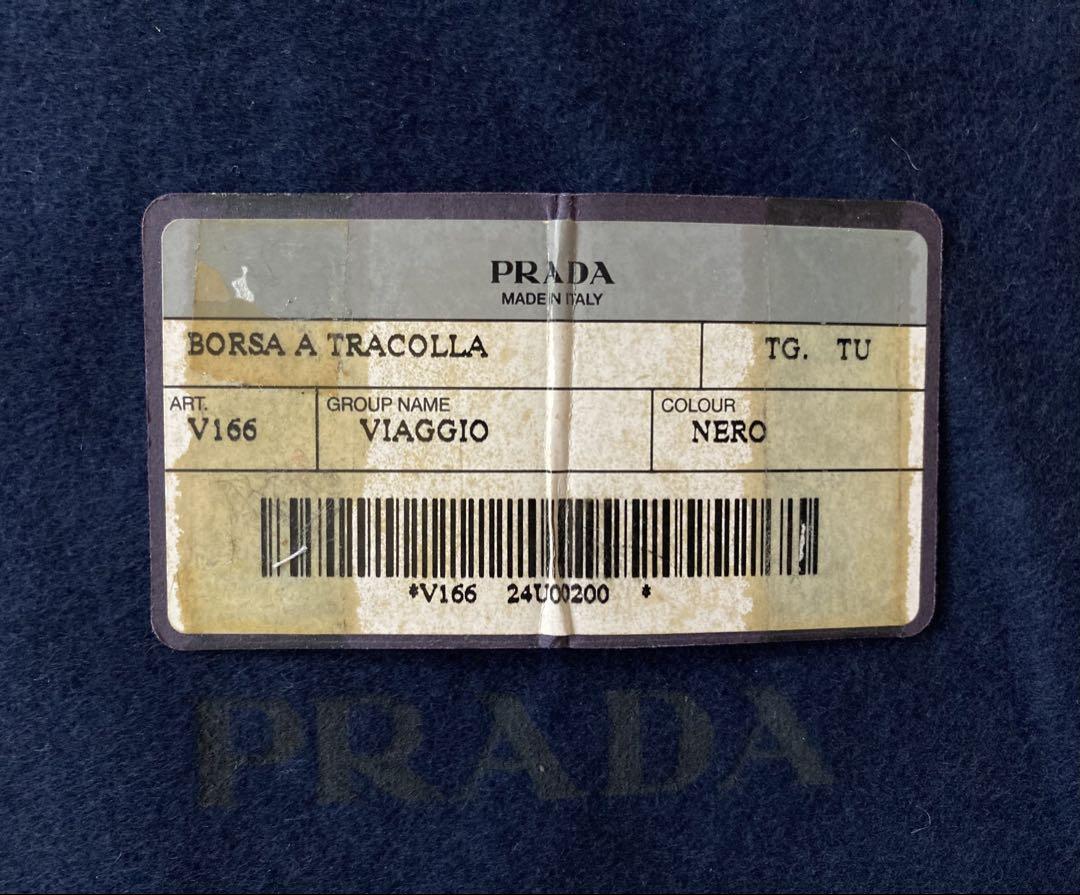 PRADA
MADE IN ITALY
BORSA A TRACOLLA TG. TU
ART. GROUP NAME COLOUR
V166 VIAGGIO NERO
*V166 24U00200 *
PRADA